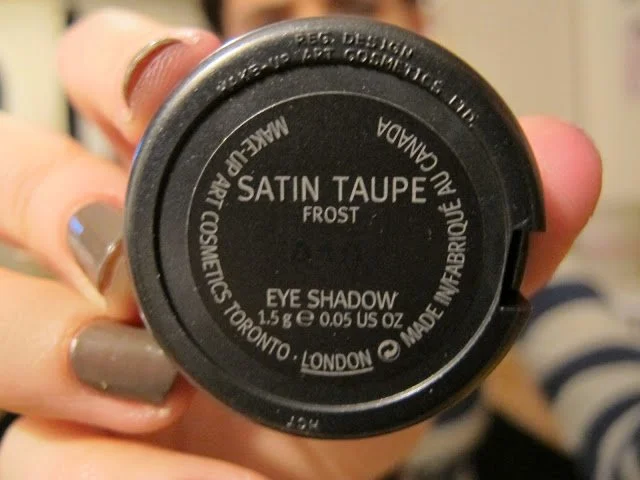 REG. DESIGN
MAKE-UP ART COSMETICS LTD.
SATIN TAUPE
FROST
EYE SHADOW
1.5 g ℮ 0.05 US OZ
MAKE-UP ART COSMETICS TORONTO · LONDON
MADE IN/FABRIQUÉ AU CANADA